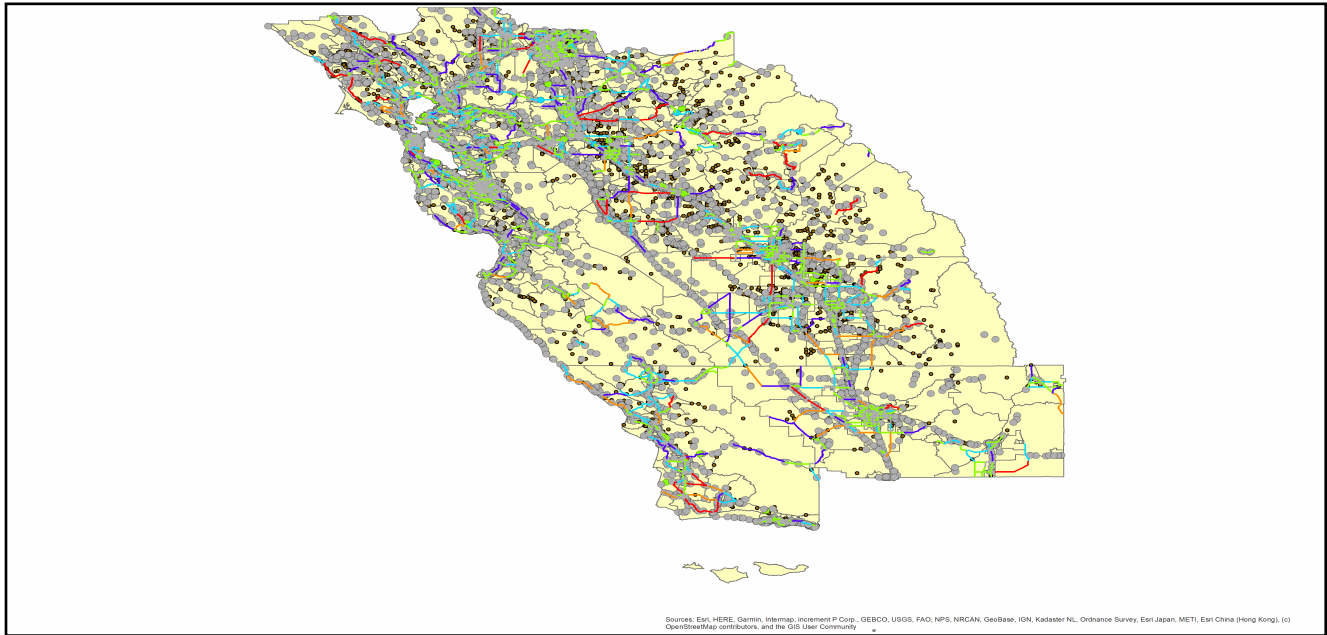 Sources: Esri, HERE, Garmin, Intermap, increment P Corp., GEBCO, USGS, FAO, NPS, NRCAN, GeoBase, IGN, Kadaster NL, Ordnance Survey, Esri Japan, METI, Esri China (Hong Kong), (c)
OpenStreetMap contributors, and the GIS User Community